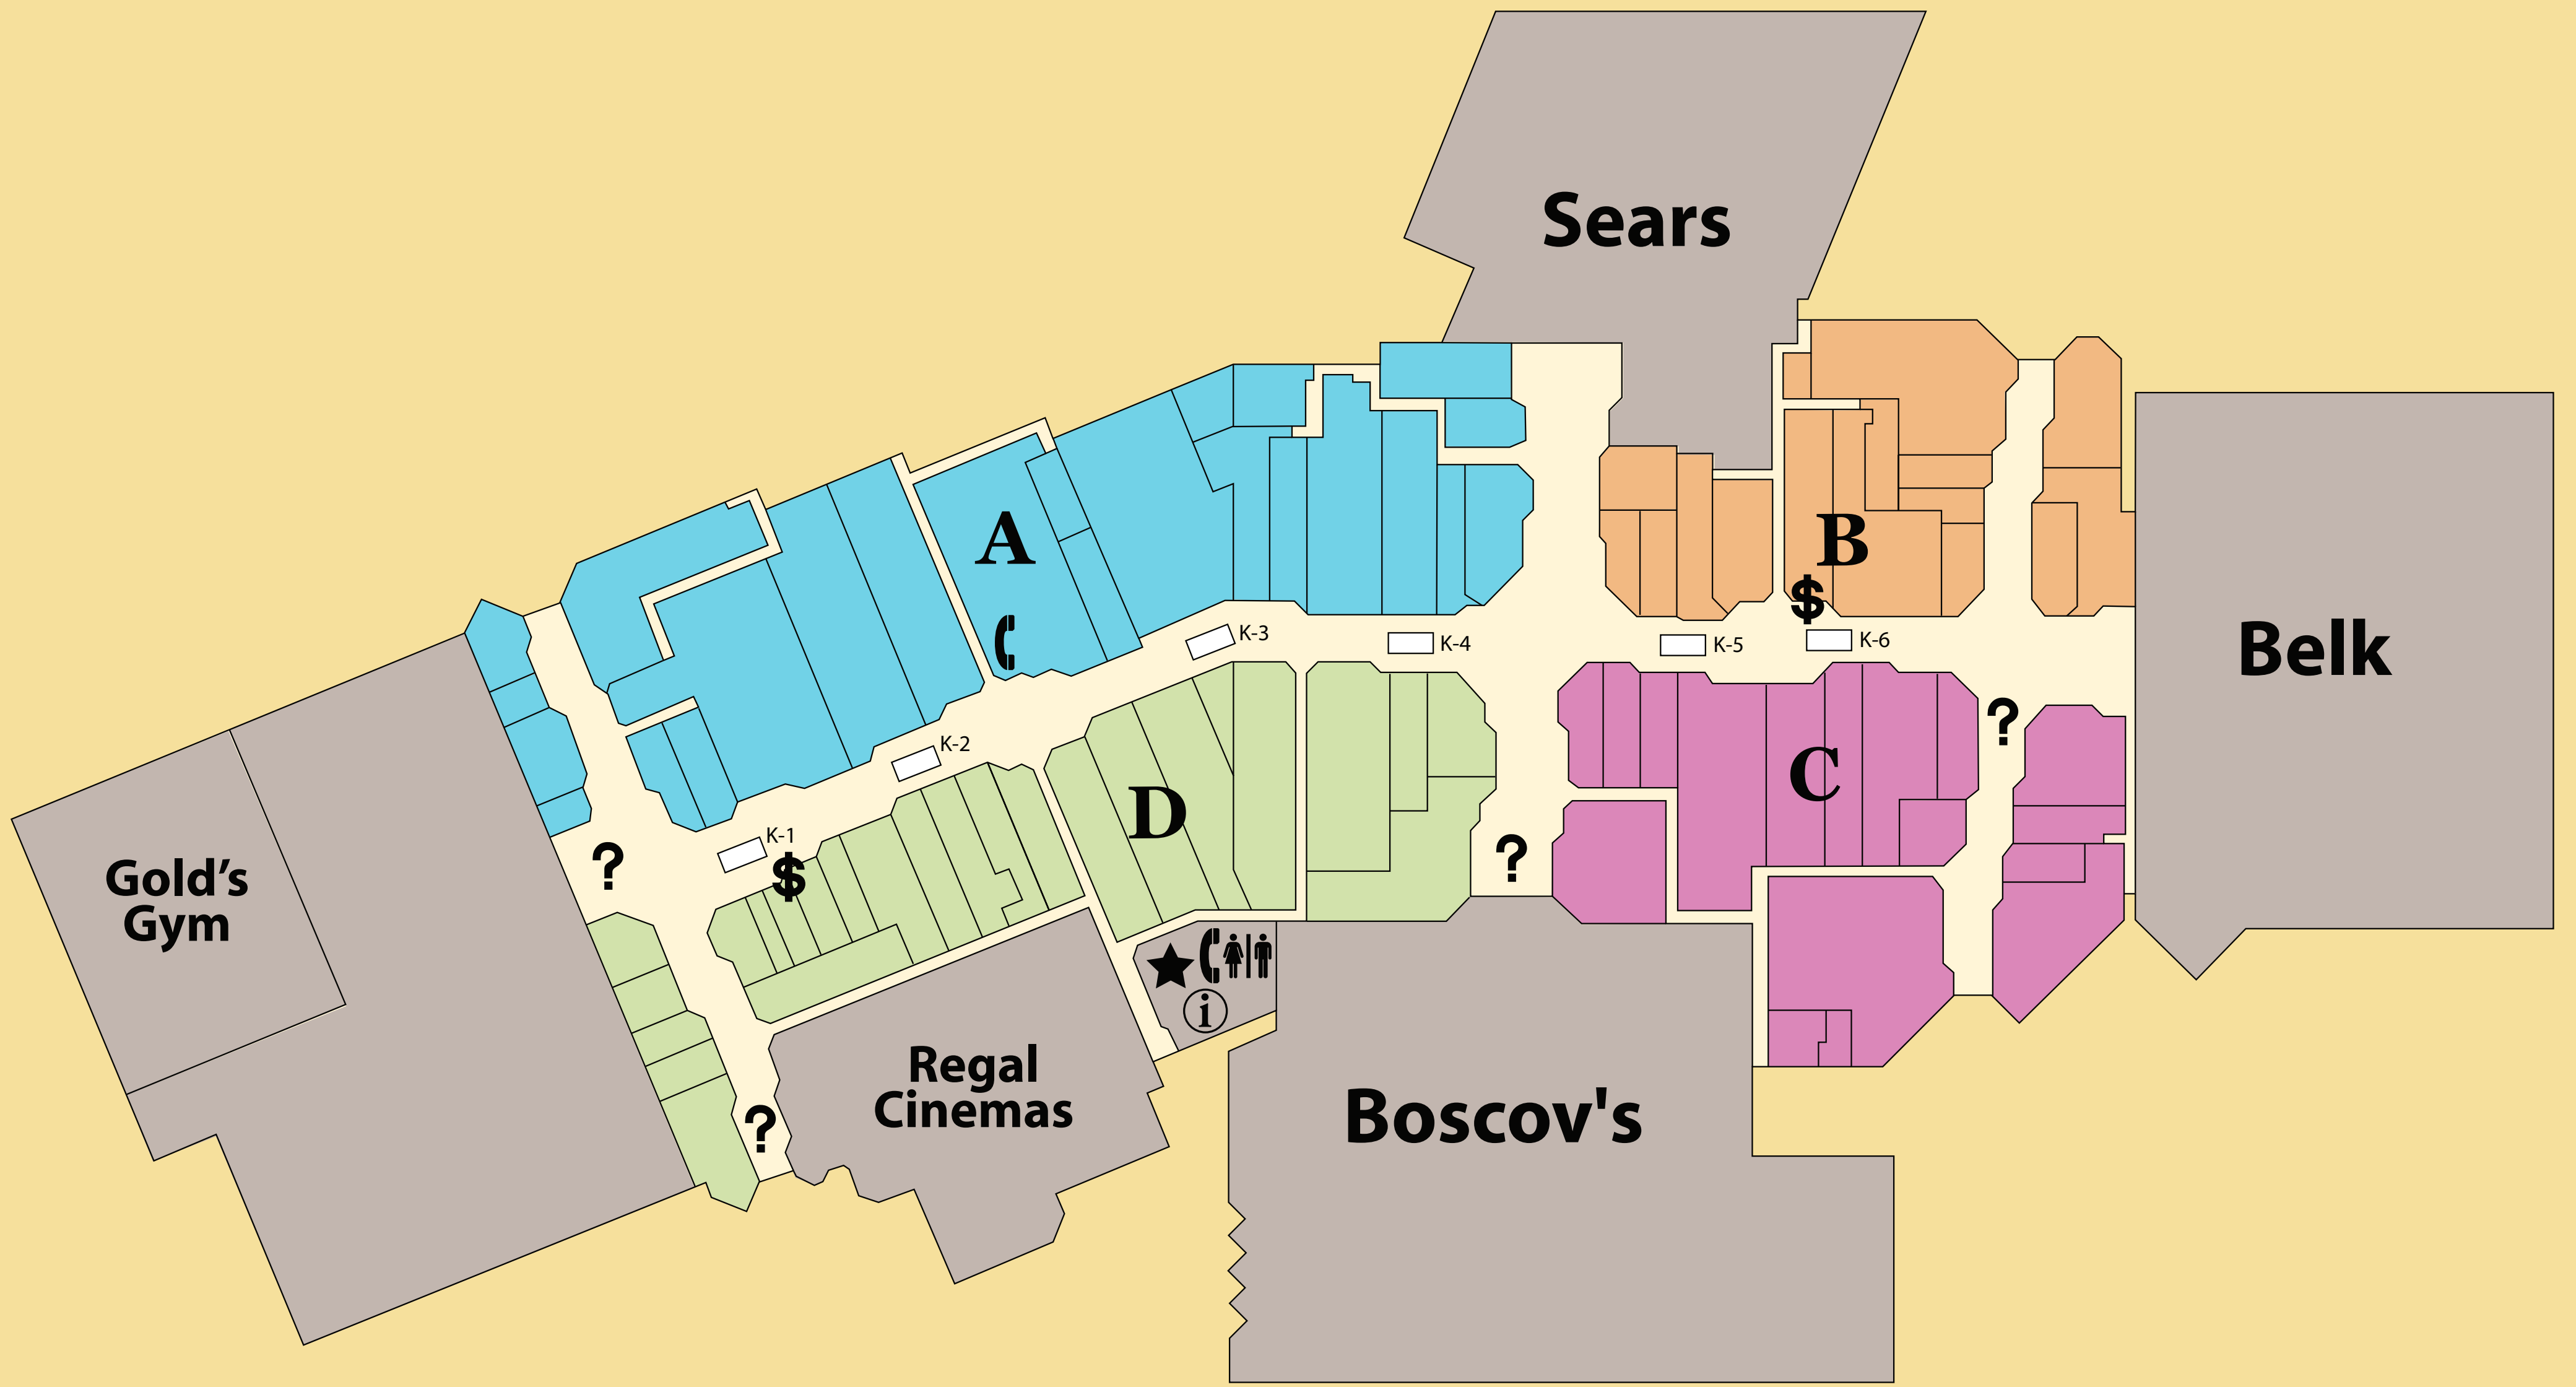 Sears
A
B
$
K-3
K-4
K-5
K-6
Belk
K-2
?
C
D
K-1
$
?
?
Gold's
Gym
i
Regal
Cinemas
Boscov's
?